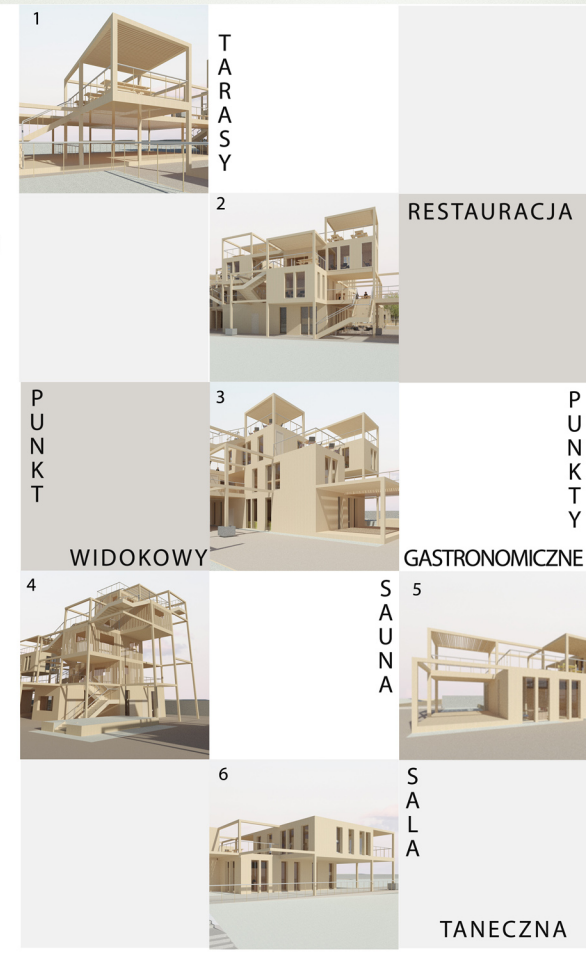 1
TARASY
2
RESTAURACJA
PUNKT
WIDOKOWY
3
PUNKTY
GASTRONOMICZNE
4
SAUNA
5
6
SALA
TANECZNA